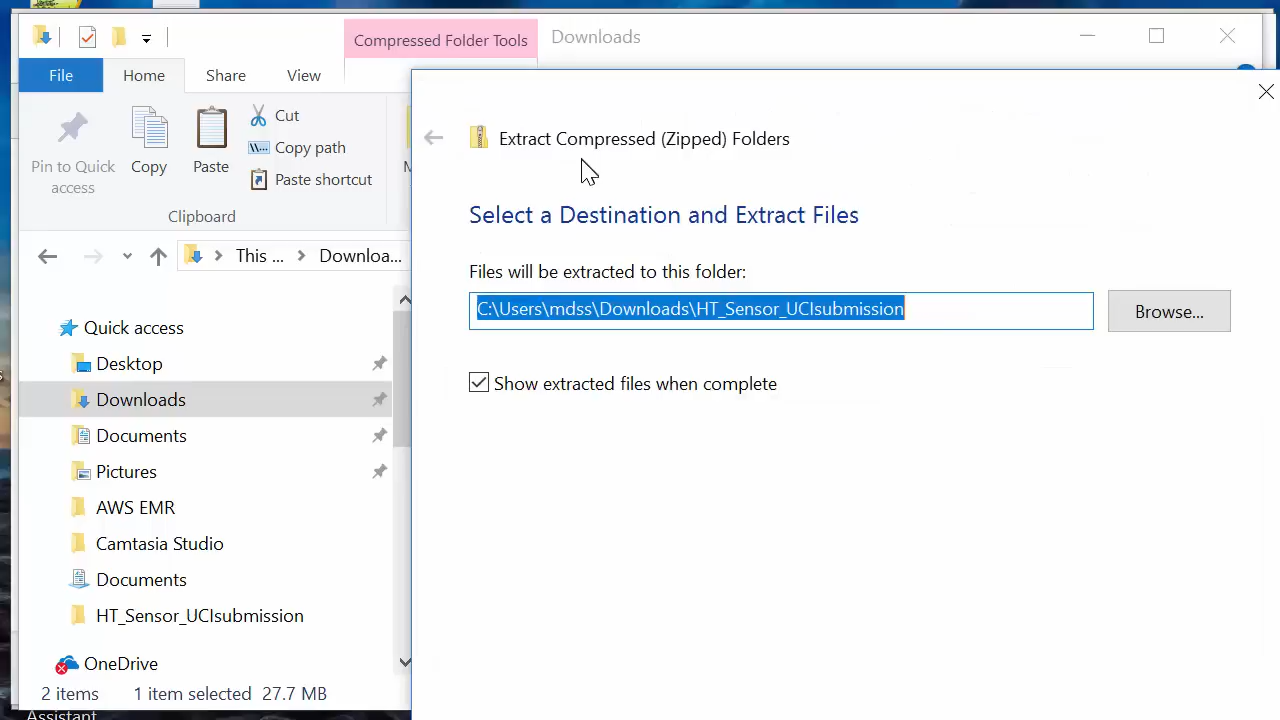 Compressed Folder Tools
Downloads
File
Home
Share
View
Pin to Quick
access
Copy
Paste
Cut
Copy path
Paste shortcut
Clipboard
This ...
Downloa...
Quick access
Desktop
Downloads
Documents
Pictures
AWS EMR
Camtasia Studio
Documents
HT_Sensor_UCIsubmission
OneDrive
2 items
1 item selected 27.7 MB
Assistant
Extract Compressed (Zipped) Folders
Select a Destination and Extract Files
Files will be extracted to this folder:
C:\Users\mdss\Downloads\HT_Sensor_UCIsubmission
Browse...
Show extracted files when complete